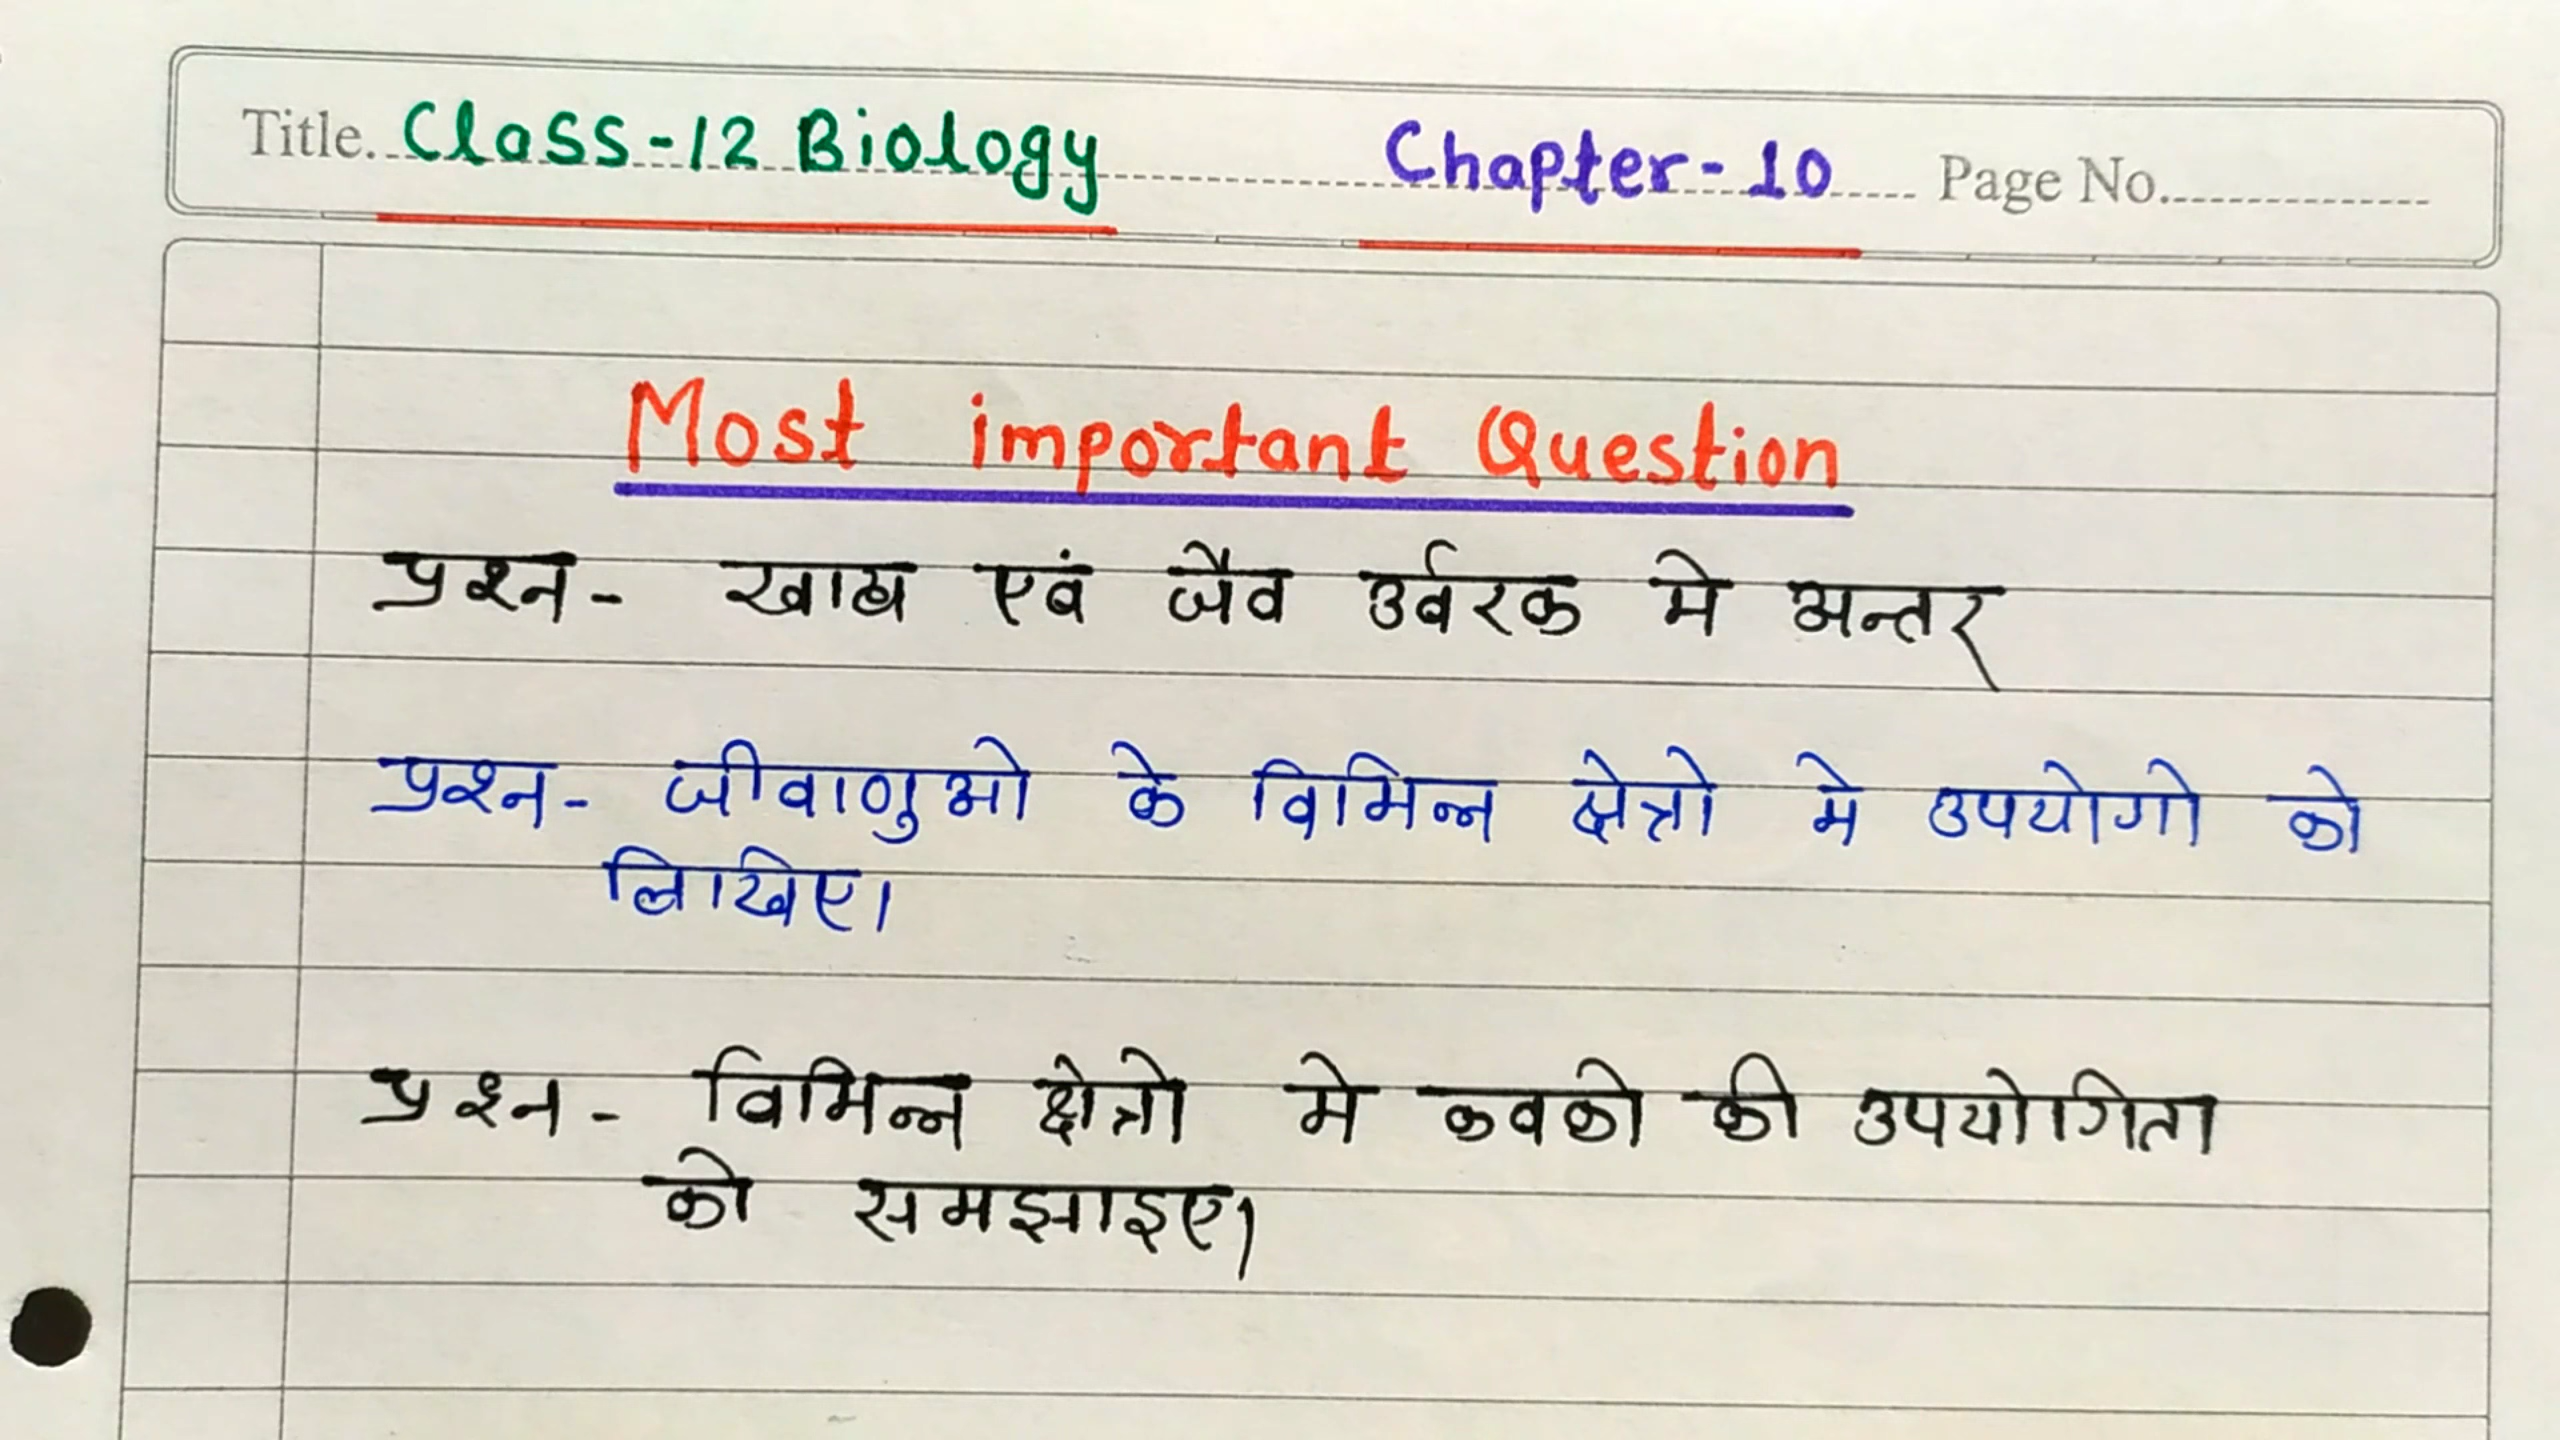 Title. Class-12 Biology Chapter-10 Page No.
Most important Question
प्रश्न- खाद्य एवं जैव उर्वरक मे अन्तर
प्रश्न- जीवाणुओ के विभिन्न क्षेत्रो मे उपयोगो को
लिखिए।
प्रश्न- विभिन्न क्षेत्रो मे कवको की उपयोगिता
को समझाइए।